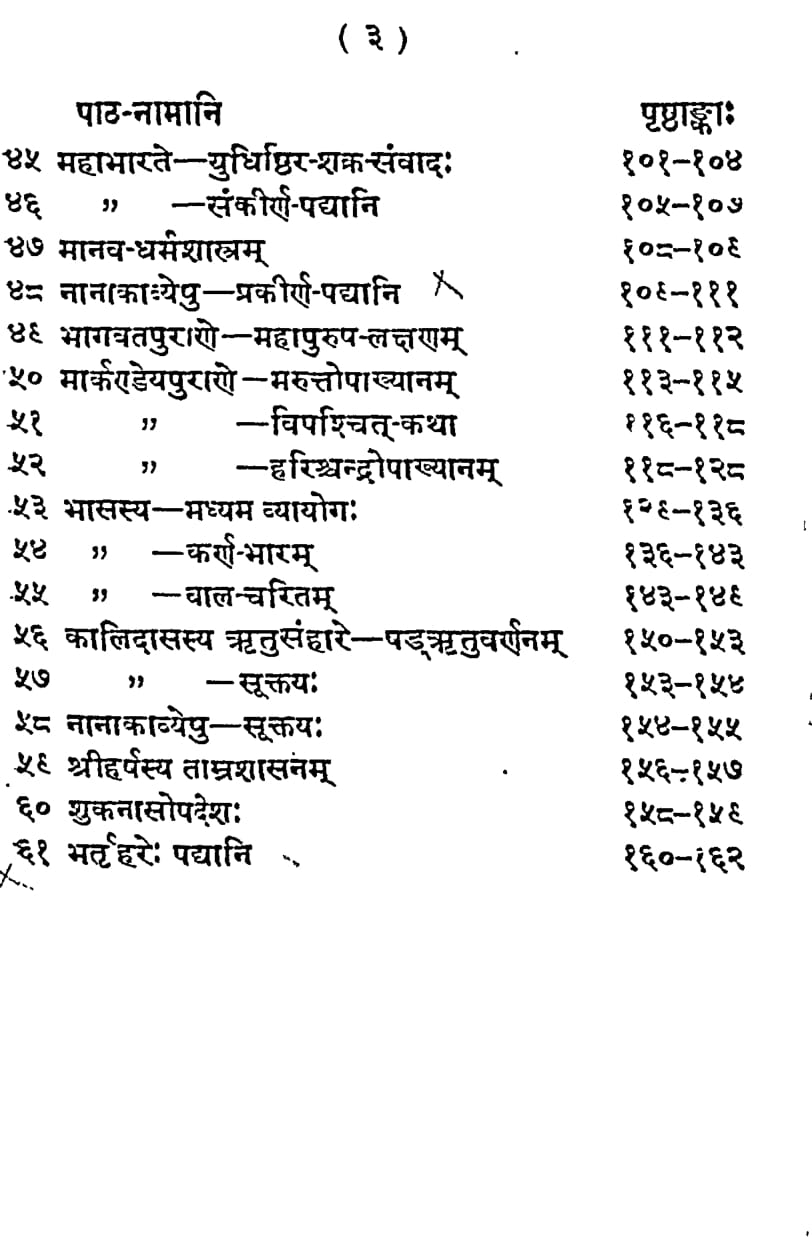 ( ३ )
पाठ-नामानि पृष्ठाङ्काः
४५ महाभारते—युधिष्ठिर-शक्र-संवादः १०१–१०४
४६ ” —संकीर्ण-पद्यानि १०५–१०७
४७ मानव-धर्मशास्त्रम् १०८–१०९
४८ नानाकाव्येषु—प्रकीर्ण-पद्यानि १०९–१११
४९ भागवतपुराणे—महापुरुष-लक्षणम् १११–११२
५० मार्कण्डेयपुराणे—मरुत्तोपाख्यानम् ११३–११५
५१ ” —विपश्चित्-कथा ११६–११८
५२ ” —हरिश्चन्द्रोपाख्यानम् ११८–१२८
५३ भासस्य—मध्यम व्यायोगः १२९–१३६
५४ ” —कर्ण-भारम् १३६–१४३
५५ ” —वाल-चरितम् १४३–१४९
५६ कालिदासस्य ऋतुसंहारे—षड्ऋतुवर्णनम् १५०–१५३
५७ ” —सूक्तयः १५३–१५४
५८ नानाकाव्येषु—सूक्तयः १५४–१५५
५९ श्रीहर्षस्य ताम्रशासनम् १५६–१५७
६० शुकनासोपदेशः १५८–१५९
६१ भर्तृहरेः पद्यानि १६०–१६२